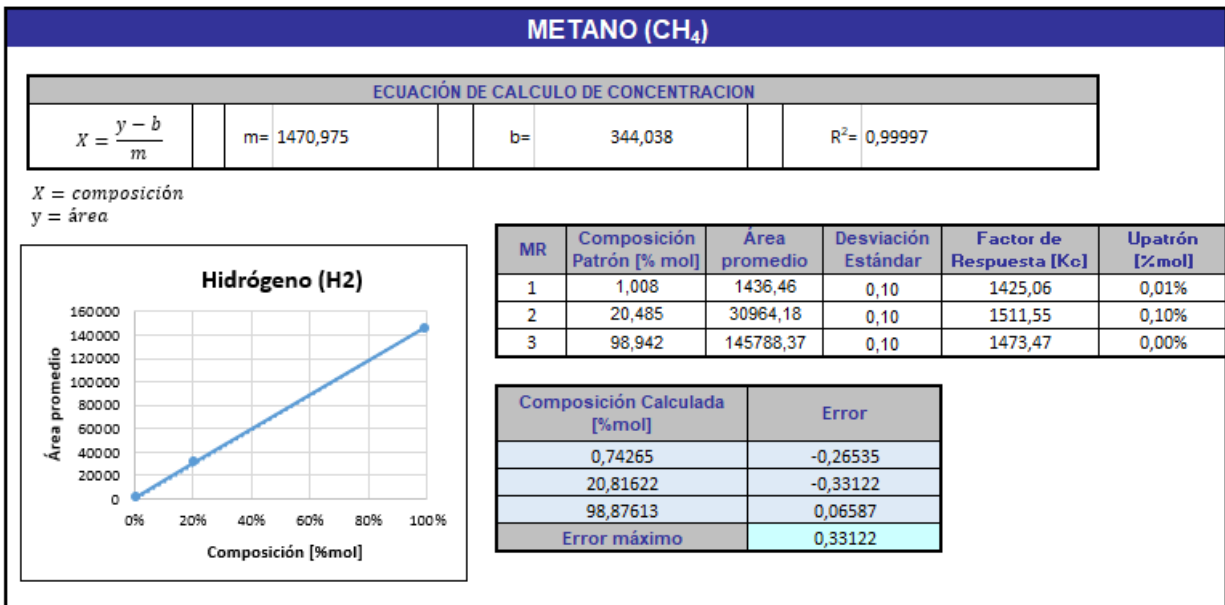 METANO (CH₄)
ECUACIÓN DE CALCULO DE CONCENTRACION
X = (y − b)/m m= 1470,975 b= 344,038 R²= 0,99997
X = composición
y = área
MR Composición Patrón [% mol] Área promedio Desviación Estándar Factor de Respuesta [Kc] Upatrón [%mol]
1 1,008 1436,46 0,10 1425,06 0,01%
2 20,485 30964,18 0,10 1511,55 0,10%
3 98,942 145788,37 0,10 1473,47 0,00%
Hidrógeno (H2)
Área promedio
160000
140000
120000
100000
80000
60000
40000
20000
0
0% 20% 40% 60% 80% 100%
Composición [%mol]
Composición Calculada [%mol] Error
0,74265 -0,26535
20,81622 -0,33122
98,87613 0,06587
Error máximo 0,33122